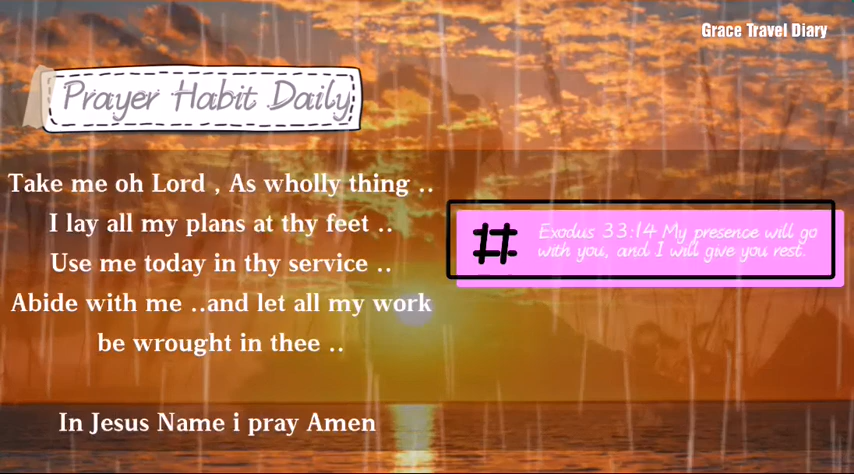 Grace Travel Diary
Prayer Habit Daily
Take me oh Lord , As wholly thing ..
I lay all my plans at thy feet ..
Use me today in thy service ..
Abide with me ..and let all my work
be wrought in thee ..
In Jesus Name i pray Amen
# Exodus 33:14 My presence will go
with you, and I will give you rest.